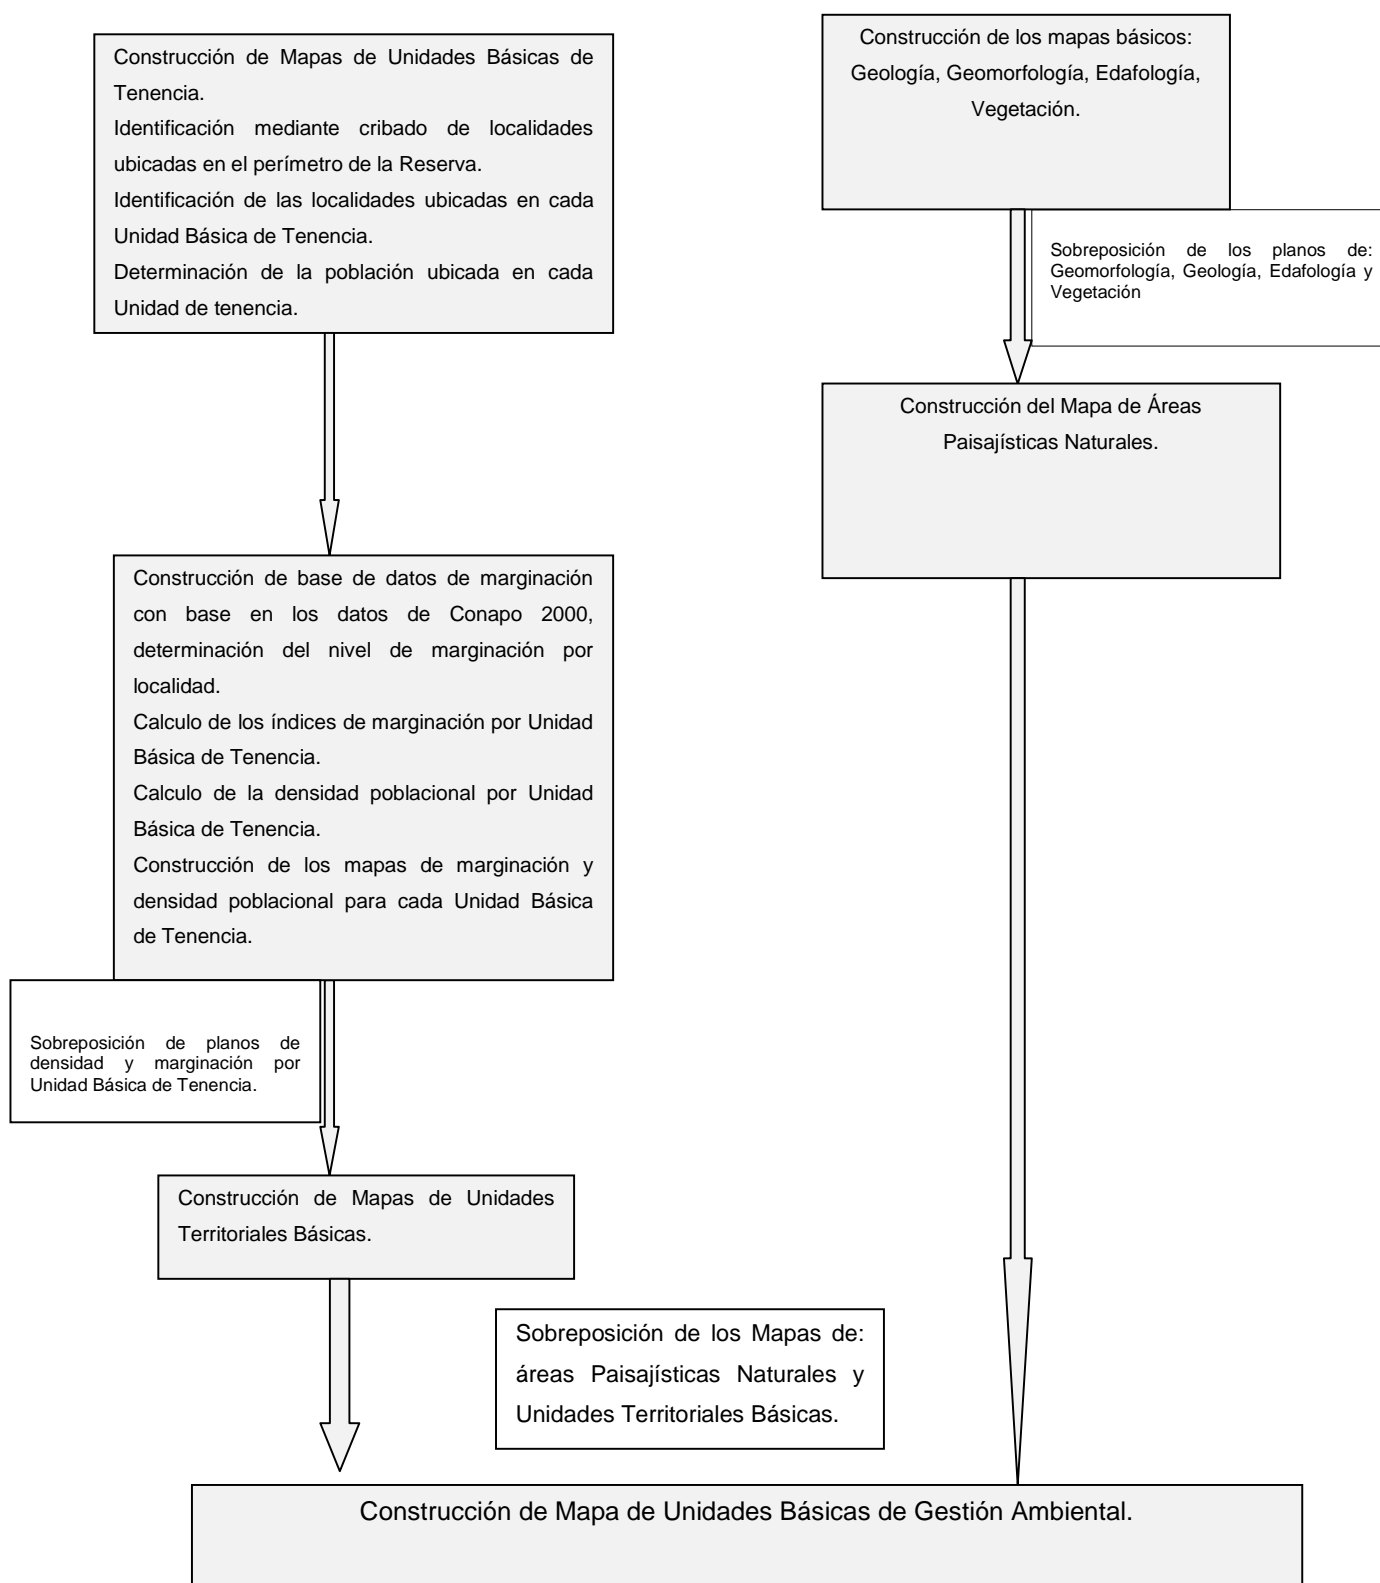 Construcción de Mapas de Unidades Básicas de
Tenencia.
Identificación mediante cribado de localidades
ubicadas en el perímetro de la Reserva.
Identificación de las localidades ubicadas en cada
Unidad Básica de Tenencia.
Determinación de la población ubicada en cada
Unidad de tenencia.
Construcción de los mapas básicos:
Geología, Geomorfología, Edafología,
Vegetación.
Sobreposición de los planos de:
Geomorfología, Geología, Edafología y
Vegetación
Construcción del Mapa de Áreas
Paisajísticas Naturales.
Construcción de base de datos de marginación
con base en los datos de Conapo 2000,
determinación del nivel de marginación por
localidad.
Calculo de los índices de marginación por Unidad
Básica de Tenencia.
Calculo de la densidad poblacional por Unidad
Básica de Tenencia.
Construcción de los mapas de marginación y
densidad poblacional para cada Unidad Básica
de Tenencia.
Sobreposición de planos de
densidad y marginación por
Unidad Básica de Tenencia.
Construcción de Mapas de Unidades
Territoriales Básicas.
Sobreposición de los Mapas de:
áreas Paisajísticas Naturales y
Unidades Territoriales Básicas.
Construcción de Mapa de Unidades Básicas de Gestión Ambiental.